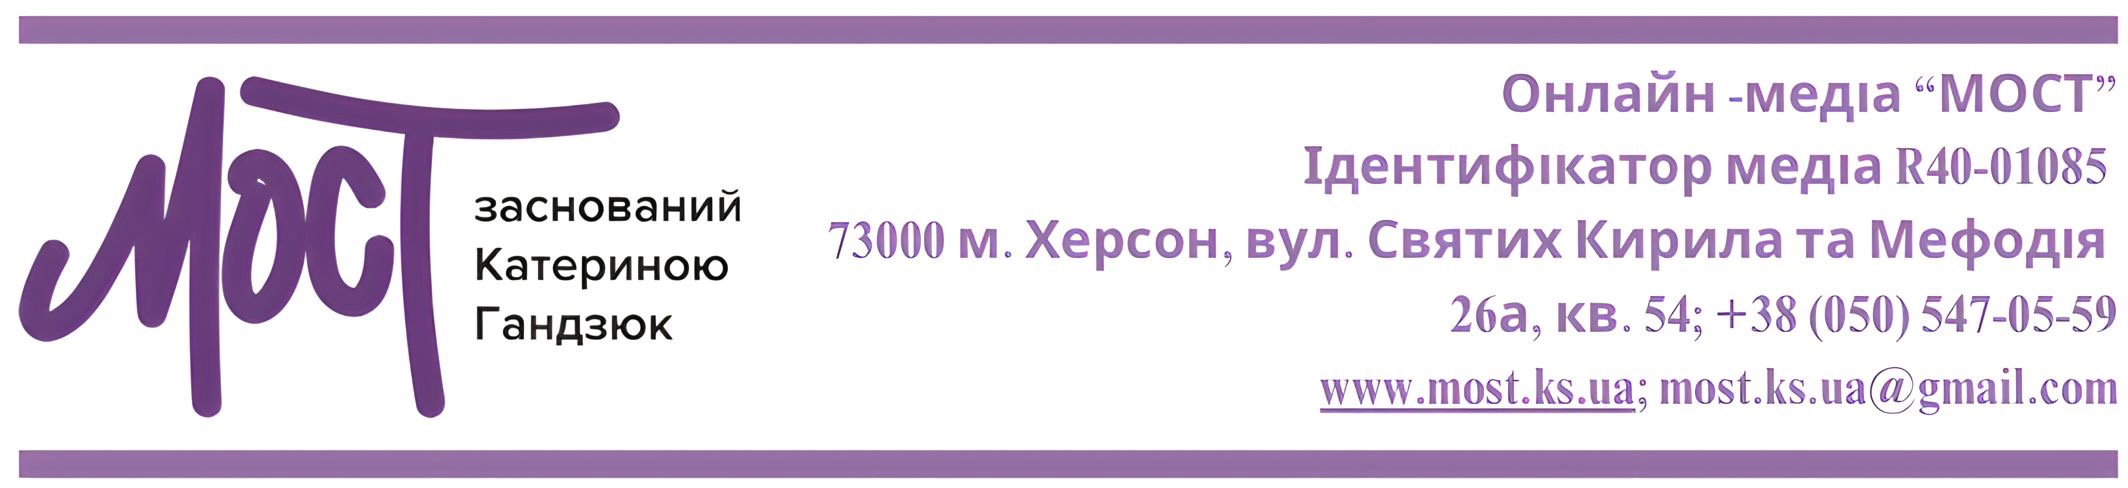 МОСТ
заснований
Катериною
Гандзюк
Онлайн -медіа “МОСТ”
Ідентифікатор медіа R40-01085
73000 м. Херсон, вул. Святих Кирила та Мефодія
26а, кв. 54; +38 (050) 547-05-59
www.most.ks.ua; most.ks.ua@gmail.com